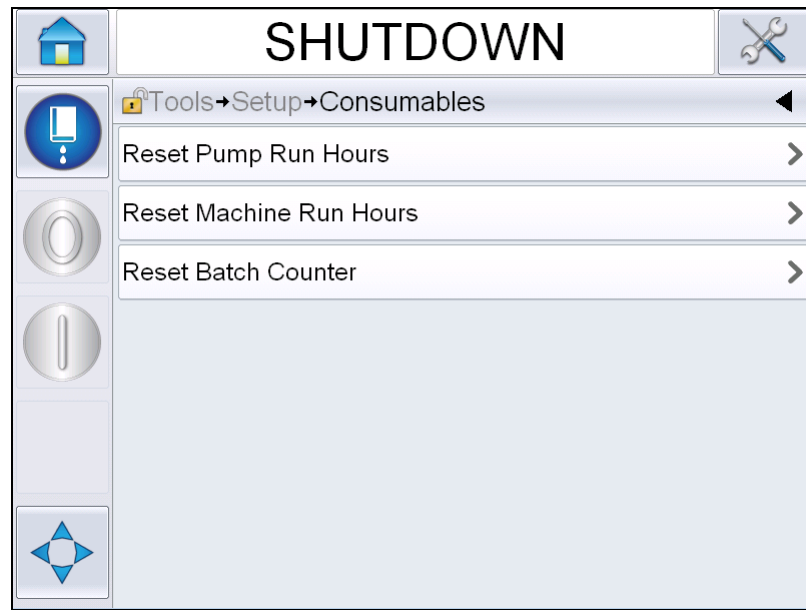 SHUTDOWN
Tools→Setup→Consumables
Reset Pump Run Hours
Reset Machine Run Hours
Reset Batch Counter